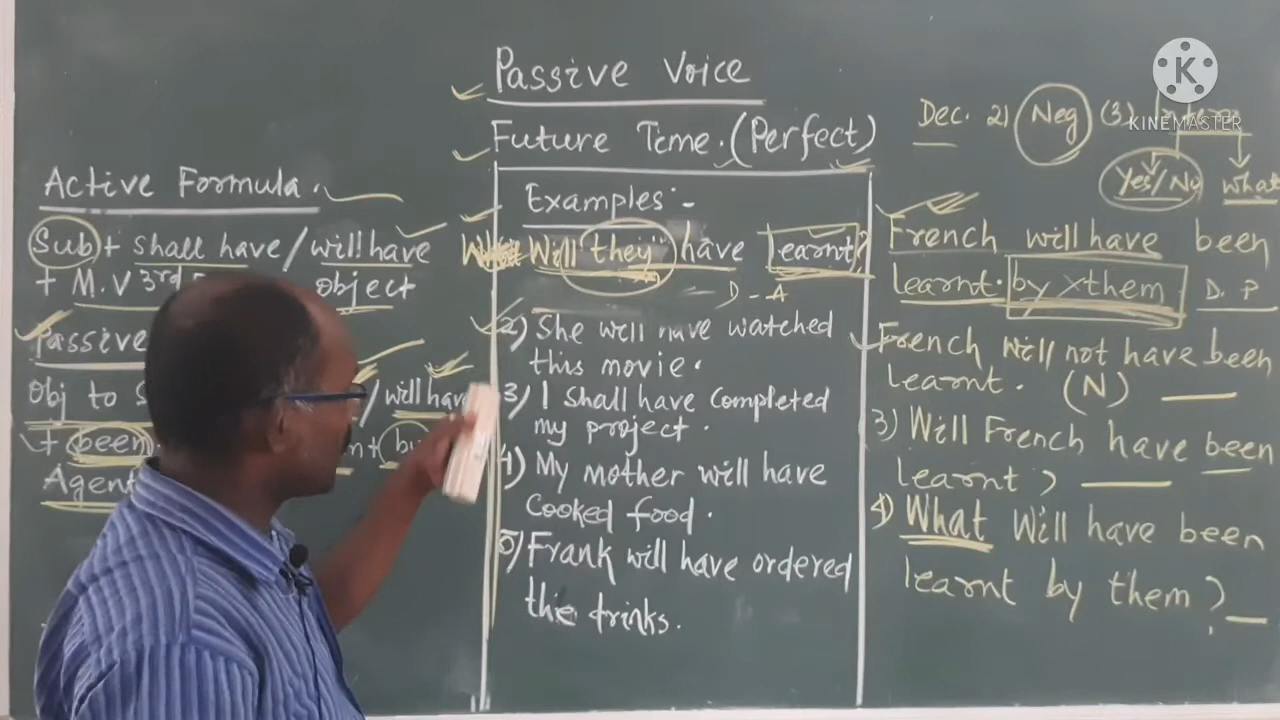 Passive Voice
Future Time. (Perfect)
Active Formula.
Sub + shall have / will have
+ M.V 3rd
object
Passive
Obj to
/ will have
+ been
+ by
Agent
Examples:-
Will they have learnt?
D - A
2) She will have watched
this movie.
3) I shall have completed
my project.
4) My mother will have
Cooked food.
5) Frank will have ordered
the drinks.
Dec. 2) Neg (3) Inter
Yes/No What
French will have been
learnt. by them. D. P
French will not have been
learnt. (N)
3) Will French have been
learnt ?
4) What Will have been
learnt by them ?
K
KINEMASTER